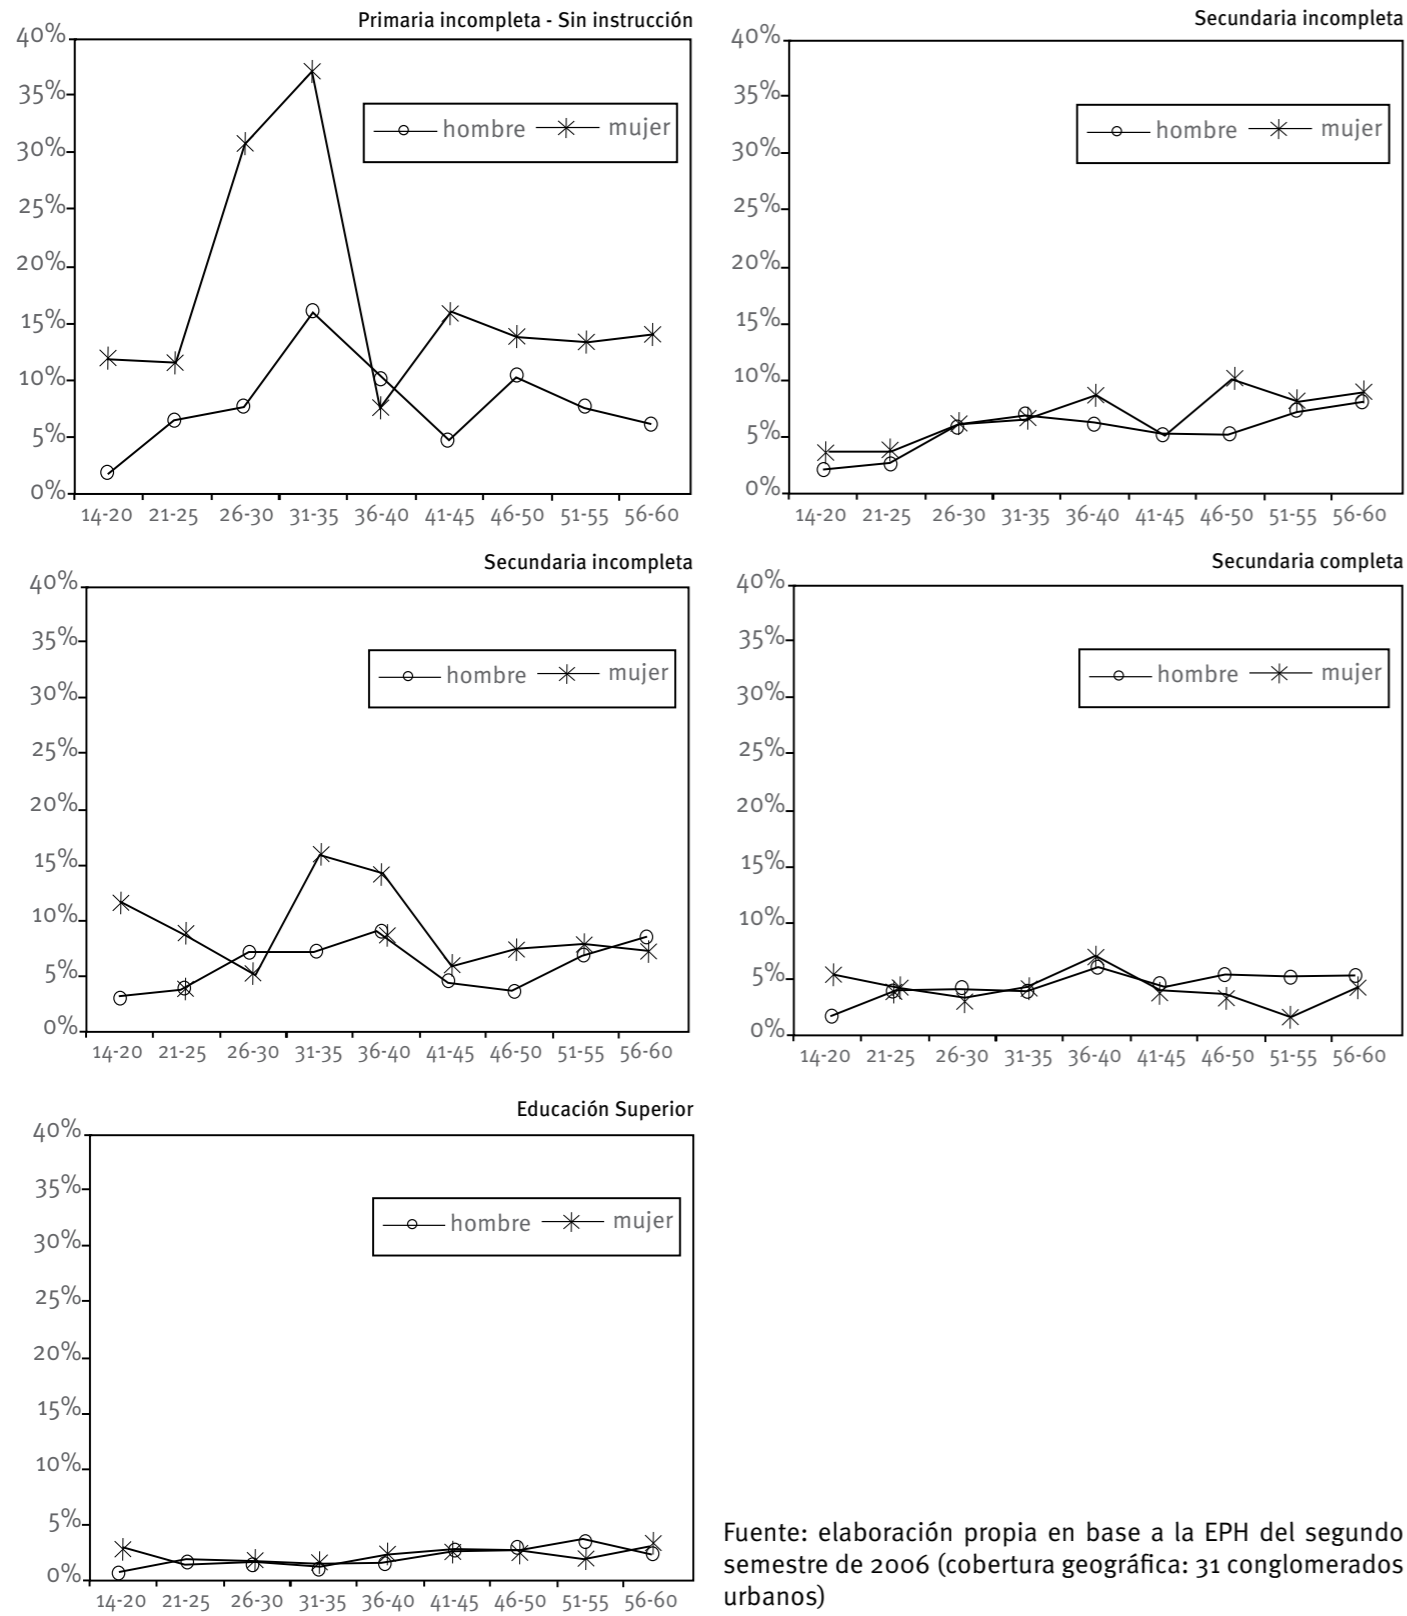 Primaria incompleta - Sin instrucción
40%
35%
30%
25%
20%
15%
10%
5%
0%
hombre mujer
14-20 21-25 26-30 31-35 36-40 41-45 46-50 51-55 56-60
Secundaria incompleta
40%
35%
30%
25%
20%
15%
10%
5%
0%
hombre mujer
14-20 21-25 26-30 31-35 36-40 41-45 46-50 51-55 56-60
Secundaria incompleta
40%
35%
30%
25%
20%
15%
10%
5%
0%
hombre mujer
14-20 21-25 26-30 31-35 36-40 41-45 46-50 51-55 56-60
Secundaria completa
40%
35%
30%
25%
20%
15%
10%
5%
0%
hombre mujer
14-20 21-25 26-30 31-35 36-40 41-45 46-50 51-55 56-60
Educación Superior
40%
35%
30%
25%
20%
15%
10%
5%
0%
hombre mujer
14-20 21-25 26-30 31-35 36-40 41-45 46-50 51-55 56-60
Fuente: elaboración propia en base a la EPH del segundo
semestre de 2006 (cobertura geográfica: 31 conglomerados
urbanos)